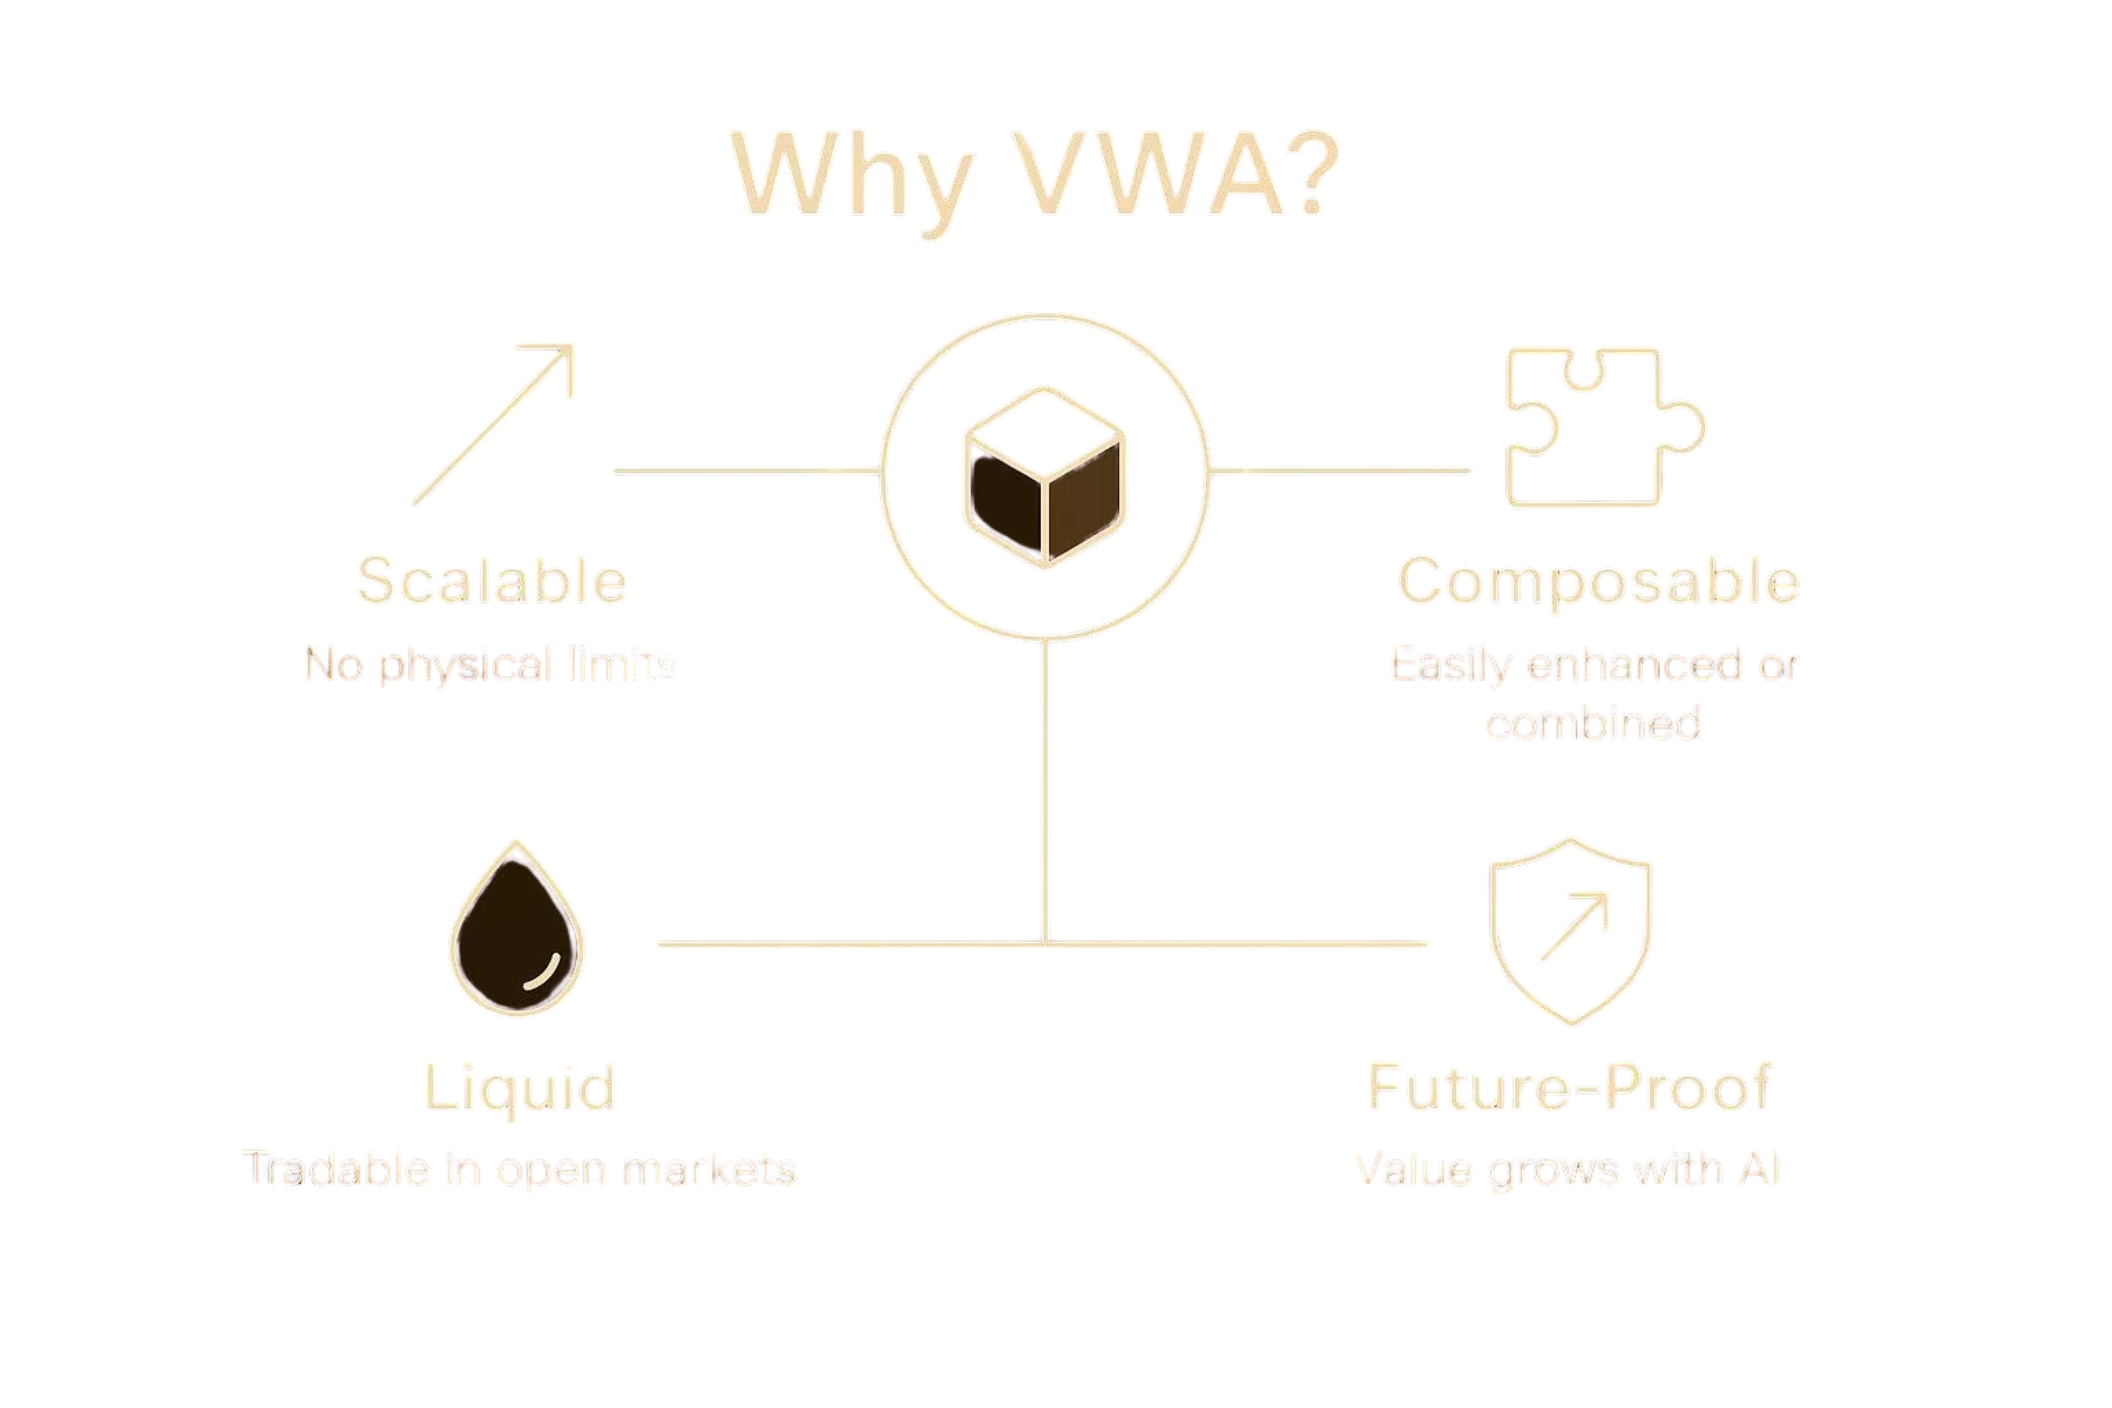 Why VWA?
Scalable
No physical limits
Composable
Easily enhanced or
combined
Liquid
Tradable in open markets
Future-Proof
Value grows with AI